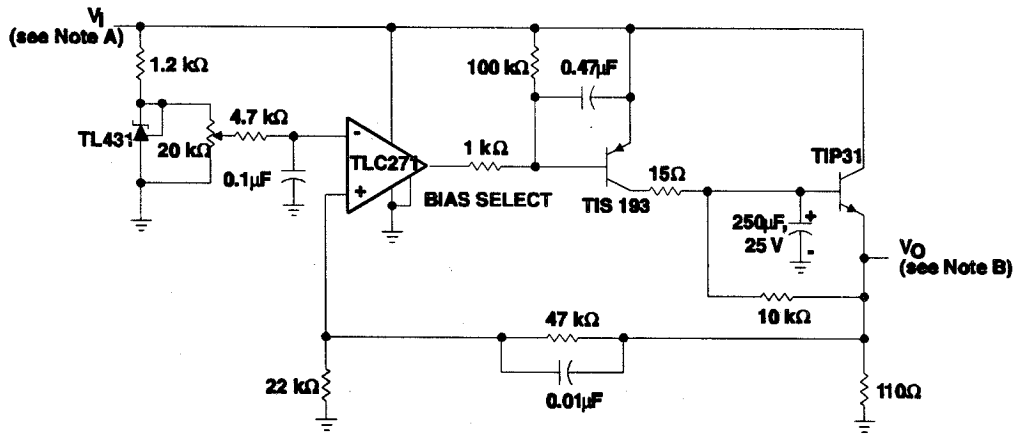 VI
(see Note A)
1.2 kΩ
TL431
20 kΩ
4.7 kΩ
0.1μF
-
TLC271
+
BIAS SELECT
1 kΩ
100 kΩ
0.47μF
TIS 193
15Ω
TIP31
250μF,
25 V
+
-
VO
(see Note B)
10 kΩ
47 kΩ
0.01μF
22 kΩ
110Ω